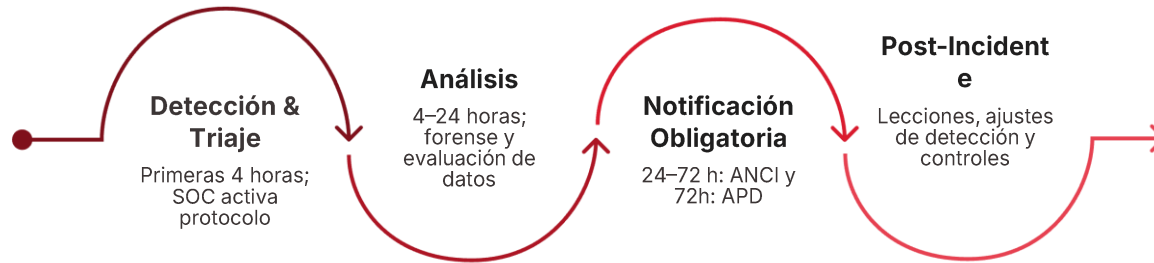 Detección &
Triaje
Primeras 4 horas;
SOC activa
protocolo
Análisis
4–24 horas;
forense y
evaluación de
datos
Notificación
Obligatoria
24–72 h: ANCI y
72h: APD
Post-Incident
e
Lecciones, ajustes
de detección y
controles